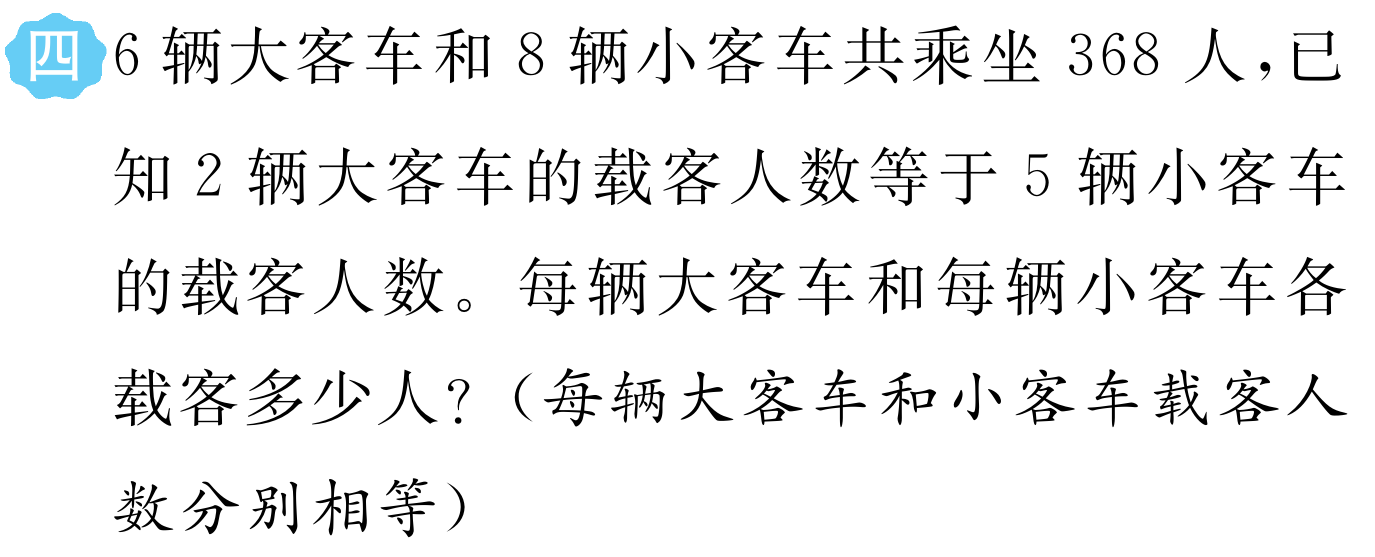 四 6辆大客车和8辆小客车共乘坐368人,已
知2辆大客车的载客人数等于5辆小客车
的载客人数。每辆大客车和每辆小客车各
载客多少人?(每辆大客车和小客车载客人
数分别相等)